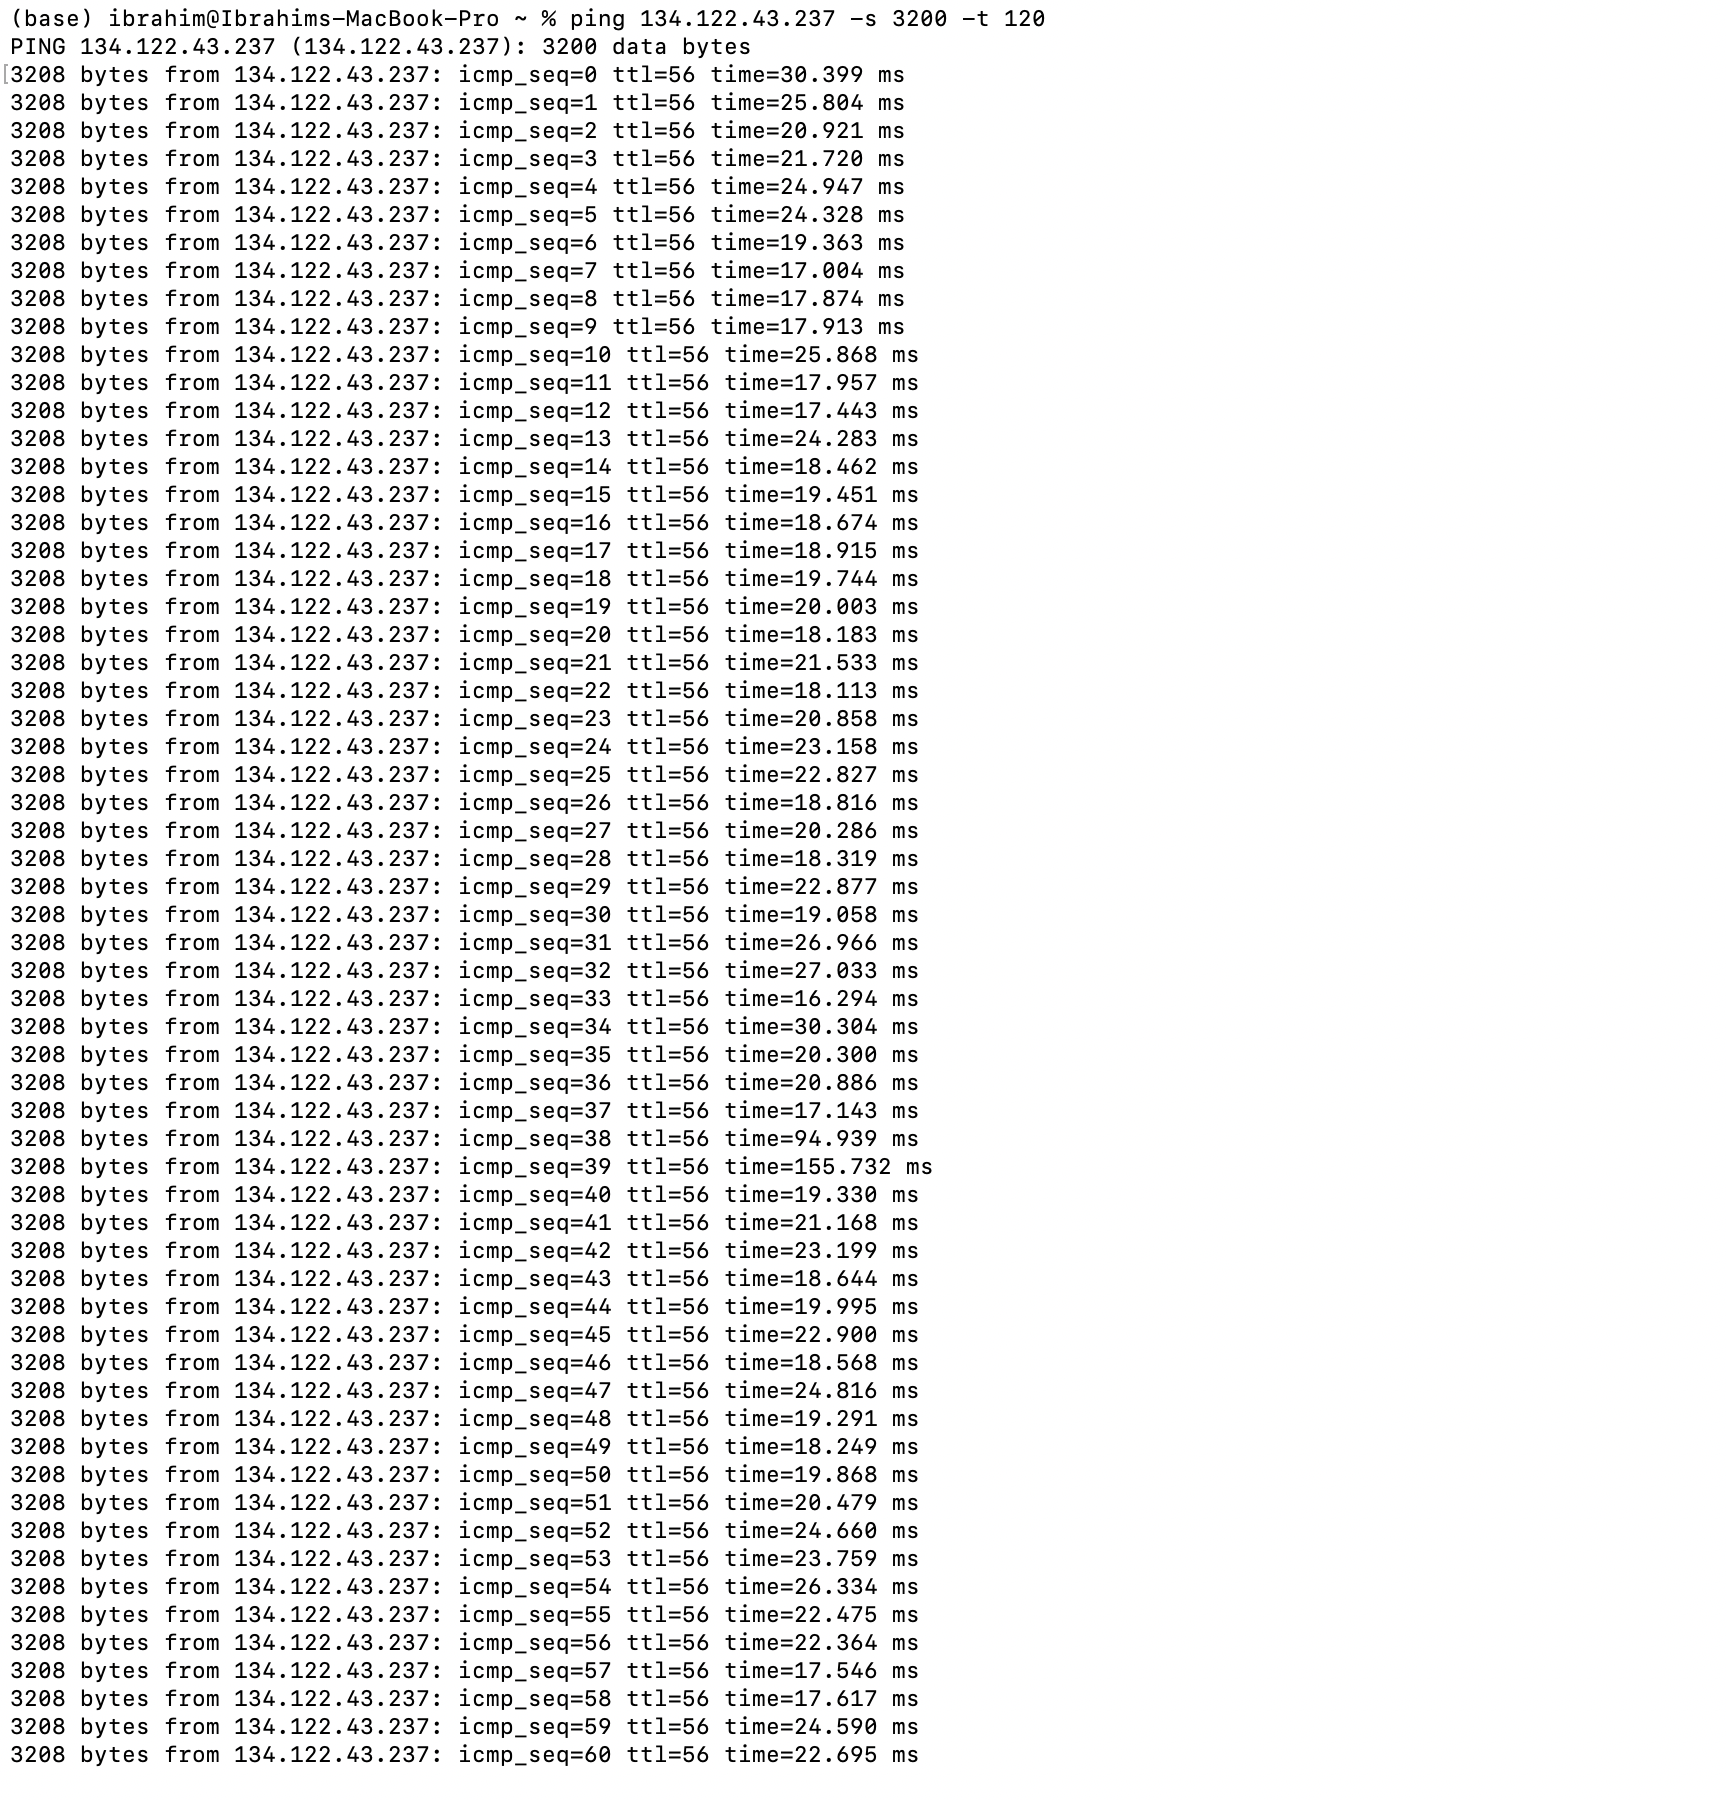 (base) ibrahim@Ibrahims-MacBook-Pro ~ % ping 134.122.43.237 -s 3200 -t 120
PING 134.122.43.237 (134.122.43.237): 3200 data bytes
[3208 bytes from 134.122.43.237: icmp_seq=0 ttl=56 time=30.399 ms
3208 bytes from 134.122.43.237: icmp_seq=1 ttl=56 time=25.804 ms
3208 bytes from 134.122.43.237: icmp_seq=2 ttl=56 time=20.921 ms
3208 bytes from 134.122.43.237: icmp_seq=3 ttl=56 time=21.720 ms
3208 bytes from 134.122.43.237: icmp_seq=4 ttl=56 time=24.947 ms
3208 bytes from 134.122.43.237: icmp_seq=5 ttl=56 time=24.328 ms
3208 bytes from 134.122.43.237: icmp_seq=6 ttl=56 time=19.363 ms
3208 bytes from 134.122.43.237: icmp_seq=7 ttl=56 time=17.004 ms
3208 bytes from 134.122.43.237: icmp_seq=8 ttl=56 time=17.874 ms
3208 bytes from 134.122.43.237: icmp_seq=9 ttl=56 time=17.913 ms
3208 bytes from 134.122.43.237: icmp_seq=10 ttl=56 time=25.868 ms
3208 bytes from 134.122.43.237: icmp_seq=11 ttl=56 time=17.957 ms
3208 bytes from 134.122.43.237: icmp_seq=12 ttl=56 time=17.443 ms
3208 bytes from 134.122.43.237: icmp_seq=13 ttl=56 time=24.283 ms
3208 bytes from 134.122.43.237: icmp_seq=14 ttl=56 time=18.462 ms
3208 bytes from 134.122.43.237: icmp_seq=15 ttl=56 time=19.451 ms
3208 bytes from 134.122.43.237: icmp_seq=16 ttl=56 time=18.674 ms
3208 bytes from 134.122.43.237: icmp_seq=17 ttl=56 time=18.915 ms
3208 bytes from 134.122.43.237: icmp_seq=18 ttl=56 time=19.744 ms
3208 bytes from 134.122.43.237: icmp_seq=19 ttl=56 time=20.003 ms
3208 bytes from 134.122.43.237: icmp_seq=20 ttl=56 time=18.183 ms
3208 bytes from 134.122.43.237: icmp_seq=21 ttl=56 time=21.533 ms
3208 bytes from 134.122.43.237: icmp_seq=22 ttl=56 time=18.113 ms
3208 bytes from 134.122.43.237: icmp_seq=23 ttl=56 time=20.858 ms
3208 bytes from 134.122.43.237: icmp_seq=24 ttl=56 time=23.158 ms
3208 bytes from 134.122.43.237: icmp_seq=25 ttl=56 time=22.827 ms
3208 bytes from 134.122.43.237: icmp_seq=26 ttl=56 time=18.816 ms
3208 bytes from 134.122.43.237: icmp_seq=27 ttl=56 time=20.286 ms
3208 bytes from 134.122.43.237: icmp_seq=28 ttl=56 time=18.319 ms
3208 bytes from 134.122.43.237: icmp_seq=29 ttl=56 time=22.877 ms
3208 bytes from 134.122.43.237: icmp_seq=30 ttl=56 time=19.058 ms
3208 bytes from 134.122.43.237: icmp_seq=31 ttl=56 time=26.966 ms
3208 bytes from 134.122.43.237: icmp_seq=32 ttl=56 time=27.033 ms
3208 bytes from 134.122.43.237: icmp_seq=33 ttl=56 time=16.294 ms
3208 bytes from 134.122.43.237: icmp_seq=34 ttl=56 time=30.304 ms
3208 bytes from 134.122.43.237: icmp_seq=35 ttl=56 time=20.300 ms
3208 bytes from 134.122.43.237: icmp_seq=36 ttl=56 time=20.886 ms
3208 bytes from 134.122.43.237: icmp_seq=37 ttl=56 time=17.143 ms
3208 bytes from 134.122.43.237: icmp_seq=38 ttl=56 time=94.939 ms
3208 bytes from 134.122.43.237: icmp_seq=39 ttl=56 time=155.732 ms
3208 bytes from 134.122.43.237: icmp_seq=40 ttl=56 time=19.330 ms
3208 bytes from 134.122.43.237: icmp_seq=41 ttl=56 time=21.168 ms
3208 bytes from 134.122.43.237: icmp_seq=42 ttl=56 time=23.199 ms
3208 bytes from 134.122.43.237: icmp_seq=43 ttl=56 time=18.644 ms
3208 bytes from 134.122.43.237: icmp_seq=44 ttl=56 time=19.995 ms
3208 bytes from 134.122.43.237: icmp_seq=45 ttl=56 time=22.900 ms
3208 bytes from 134.122.43.237: icmp_seq=46 ttl=56 time=18.568 ms
3208 bytes from 134.122.43.237: icmp_seq=47 ttl=56 time=24.816 ms
3208 bytes from 134.122.43.237: icmp_seq=48 ttl=56 time=19.291 ms
3208 bytes from 134.122.43.237: icmp_seq=49 ttl=56 time=18.249 ms
3208 bytes from 134.122.43.237: icmp_seq=50 ttl=56 time=19.868 ms
3208 bytes from 134.122.43.237: icmp_seq=51 ttl=56 time=20.479 ms
3208 bytes from 134.122.43.237: icmp_seq=52 ttl=56 time=24.660 ms
3208 bytes from 134.122.43.237: icmp_seq=53 ttl=56 time=23.759 ms
3208 bytes from 134.122.43.237: icmp_seq=54 ttl=56 time=26.334 ms
3208 bytes from 134.122.43.237: icmp_seq=55 ttl=56 time=22.475 ms
3208 bytes from 134.122.43.237: icmp_seq=56 ttl=56 time=22.364 ms
3208 bytes from 134.122.43.237: icmp_seq=57 ttl=56 time=17.546 ms
3208 bytes from 134.122.43.237: icmp_seq=58 ttl=56 time=17.617 ms
3208 bytes from 134.122.43.237: icmp_seq=59 ttl=56 time=24.590 ms
3208 bytes from 134.122.43.237: icmp_seq=60 ttl=56 time=22.695 ms